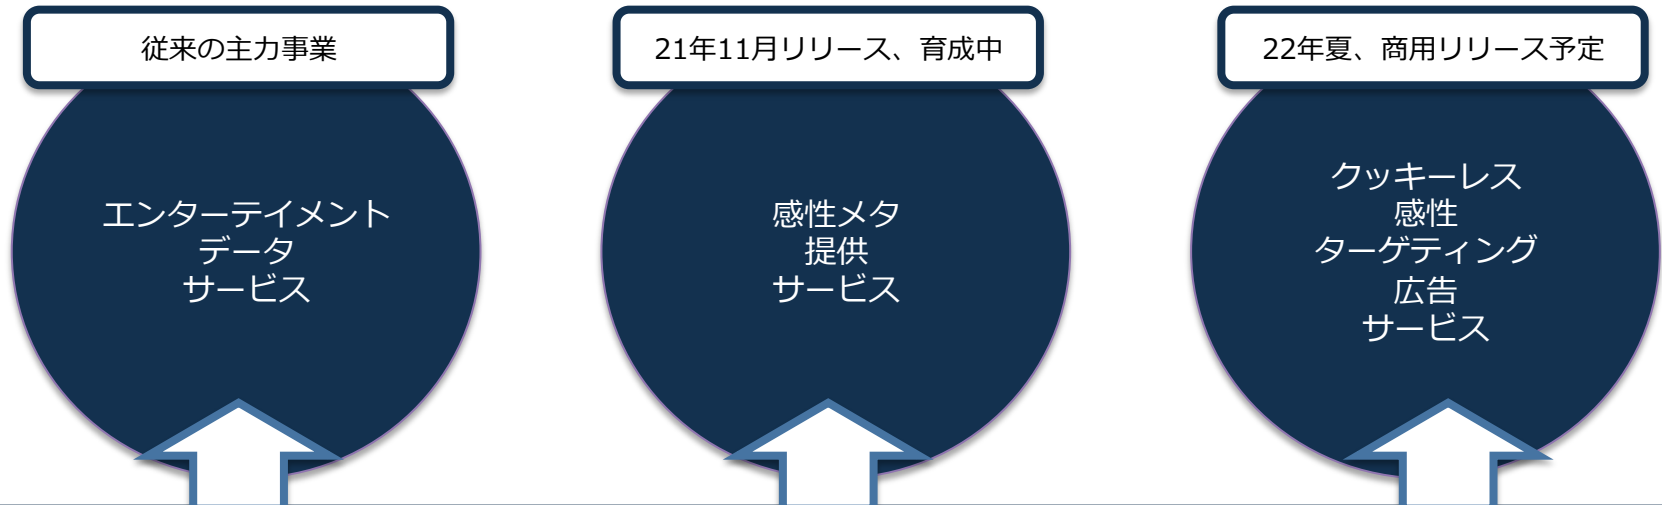 従来の主力事業
エンターテイメント
データ
サービス
21年11月リリース、育成中
感性メタ
提供
サービス
22年夏、商用リリース予定
クッキーレス
感性
ターゲティング
広告
サービス